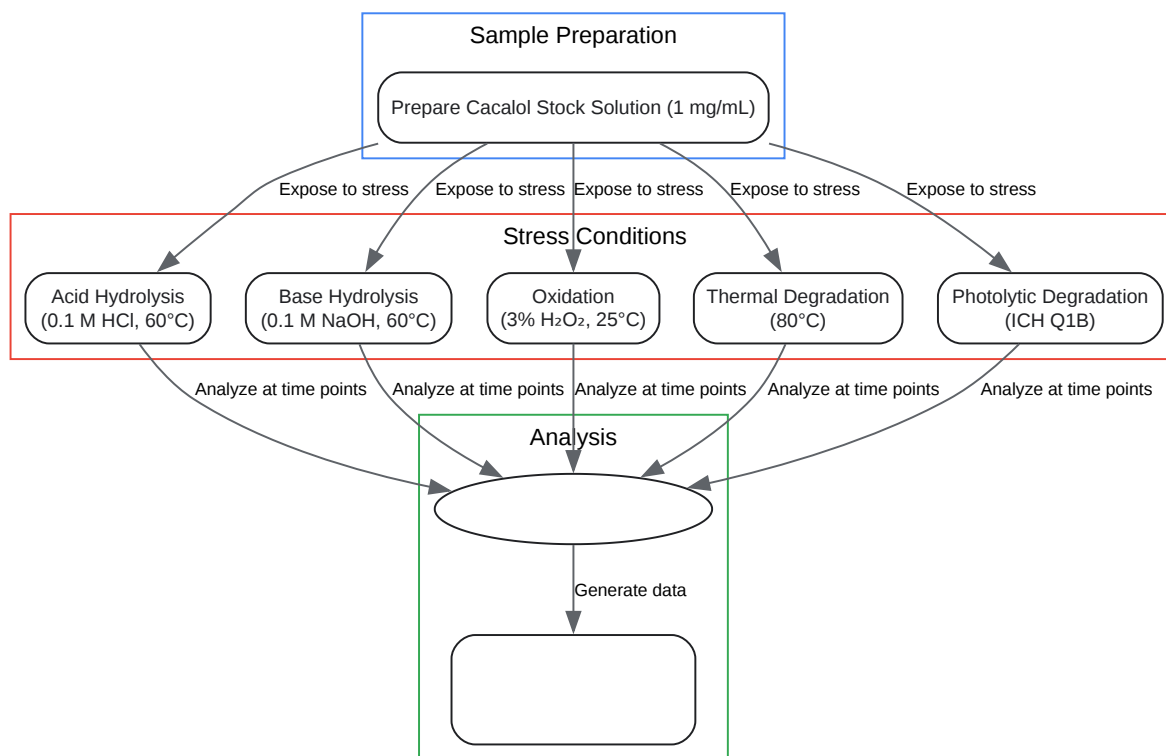 Sample Preparation
Prepare Cacalol Stock Solution (1 mg/mL)
Expose to stress
Expose to stress
Expose to stress
Expose to stress
Expose to stress
Stress Conditions
Acid Hydrolysis
(0.1 M HCl, 60°C)
Base Hydrolysis
(0.1 M NaOH, 60°C)
Oxidation
(3% H₂O₂, 25°C)
Thermal Degradation
(80°C)
Photolytic Degradation
(ICH Q1B)
Analyze at time points
Analyze at time points
Analyze at time points
Analyze at time points
Analyze at time points
Analysis
Generate data